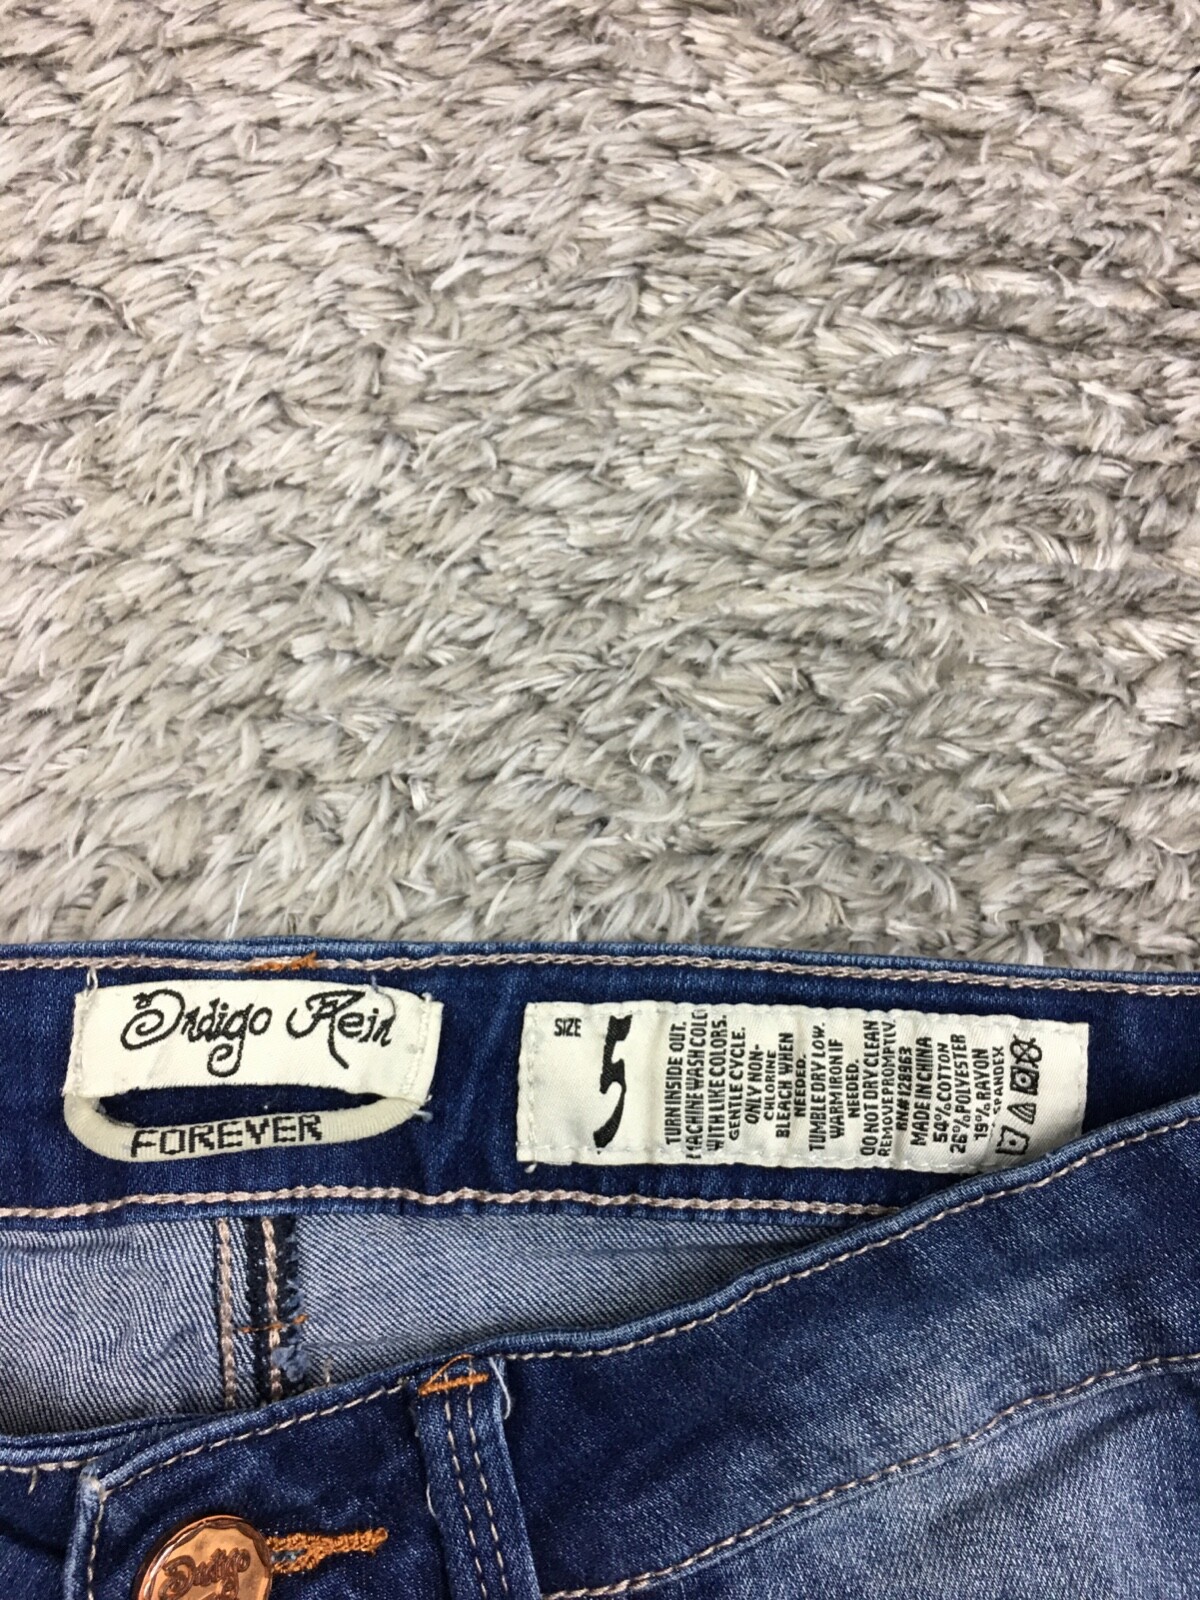 Indigo Rein
FOREVER
SIZE
5
TURN INSIDE OUT.
MACHINE WASH COLD
WITH LIKE COLORS.
GENTLE CYCLE.
ONLY NON-
CHLORINE
BLEACH WHEN
NEEDED.
TUMBLE DRY LOW.
WARM IRON IF
NEEDED.
DO NOT DRY CLEAN
REMOVE PROMPTLY.
RN# 128963
MADE IN CHINA
54% COTTON
26% POLYESTER
19% RAYON
SPANDEX
Indigo